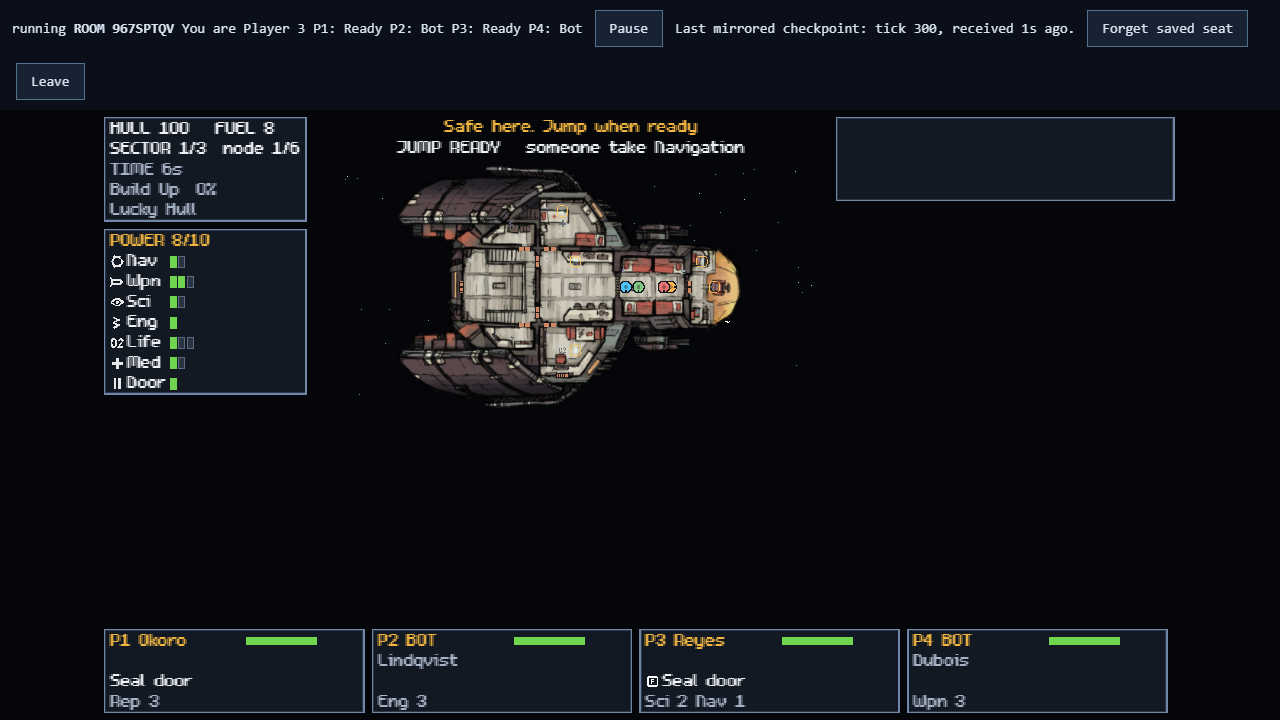 running ROOM 967SPTQV You are Player 3 P1: Ready P2: Bot P3: Ready P4: Bot Pause Last mirrored checkpoint: tick 300, received 1s ago. Forget saved seat
Leave
HULL 100 FUEL 8
SECTOR 1/3 node 1/6
TIME 6s
Build Up 0%
Lucky Hull
Safe here. Jump when ready
JUMP READY someone take Navigation
POWER 8/10
Nav
Wpn
Sci
Eng
O2 Life
Med
Door
P1 Okoro
Seal door
Rep 3
P2 BOT
Lindqvist
Eng 3
P3 Reyes
E Seal door
Sci 2 Nav 1
P4 BOT
Dubois
Wpn 3